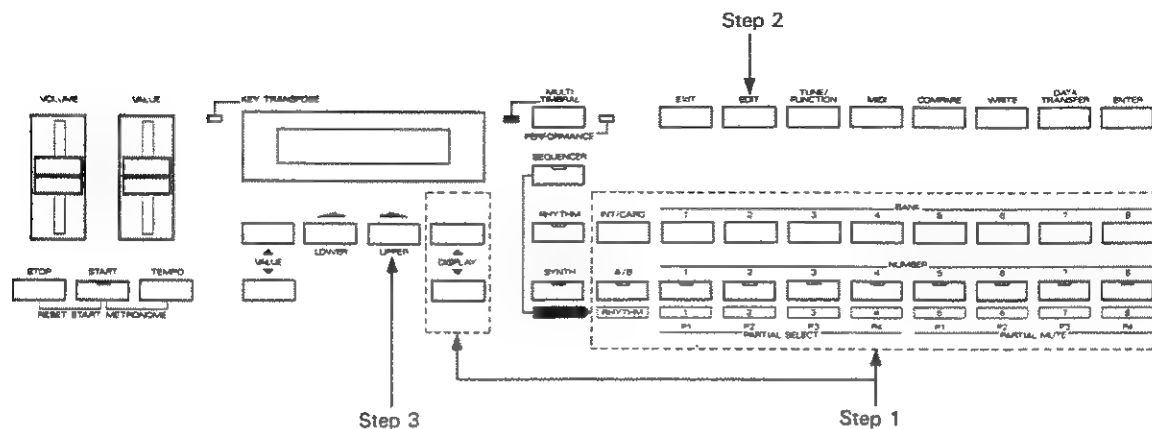 Step 2
VOLUME VALUE KEY TRANSPOSE MULTI TIMBRAL EXIT EDIT TUNE/FUNCTION MIDI COMPARE WRITE DATA TRANSFER ENTER
PERFORMANCE
SEQUENCER
BANK
RHYTHM INT/CARD 1 2 3 4 5 6 7 8
LOWER UPPER
VALUE DISPLAY
NUMBER
STOP START TEMPO SYNTH A/B 1 2 3 4 5 6 7 8
RESET START METRONOME RHYTHM 1 2 3 4 5 6 7 8
P1 P2 P3 P4 P1 P2 P3 P4
PARTIAL SELECT PARTIAL MUTE
Step 3 Step 1